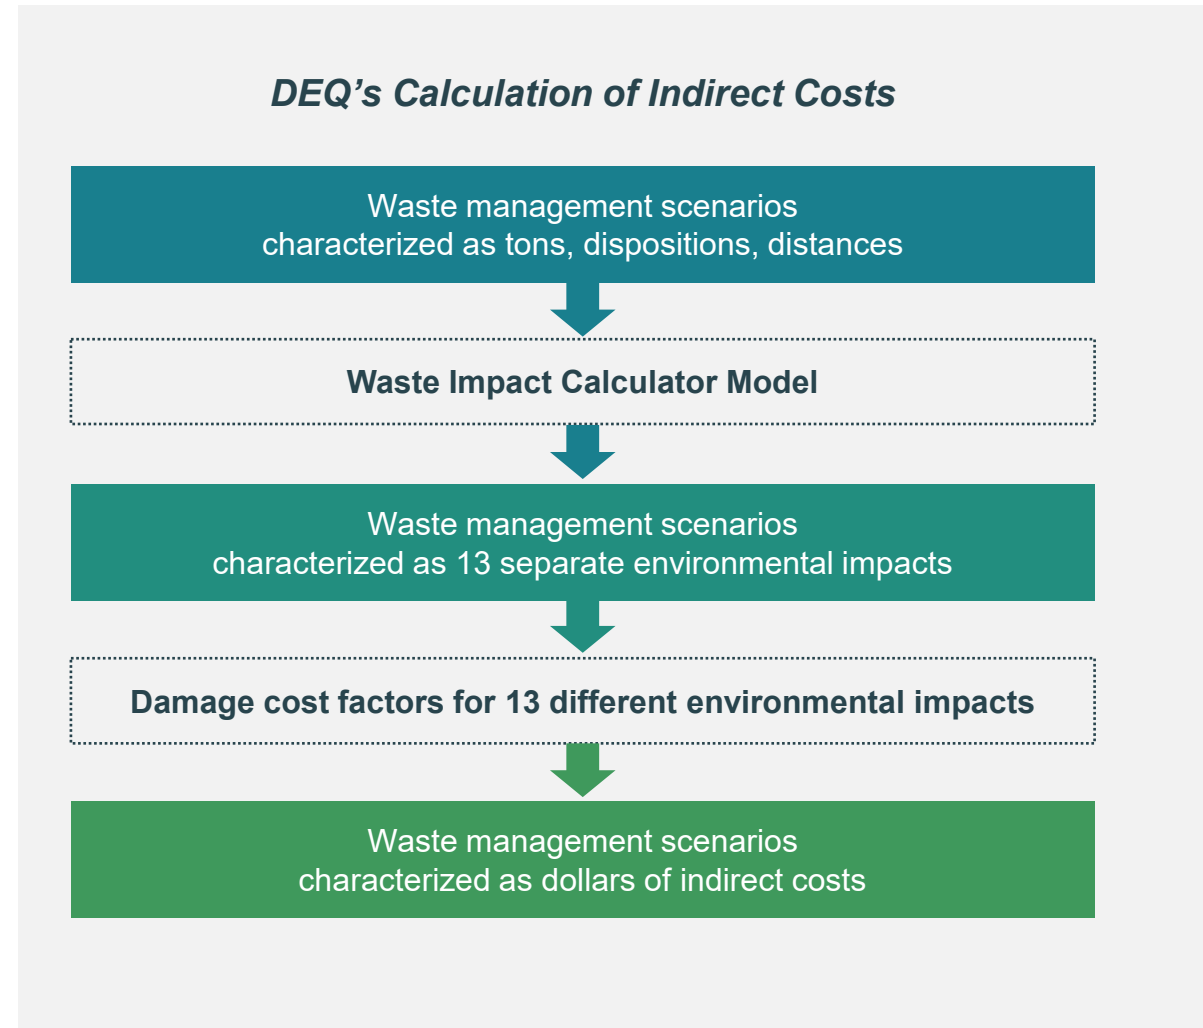 DEQ’s Calculation of Indirect Costs
Waste management scenarios
characterized as tons, dispositions, distances
Waste Impact Calculator Model
Waste management scenarios
characterized as 13 separate environmental impacts
Damage cost factors for 13 different environmental impacts
Waste management scenarios
characterized as dollars of indirect costs